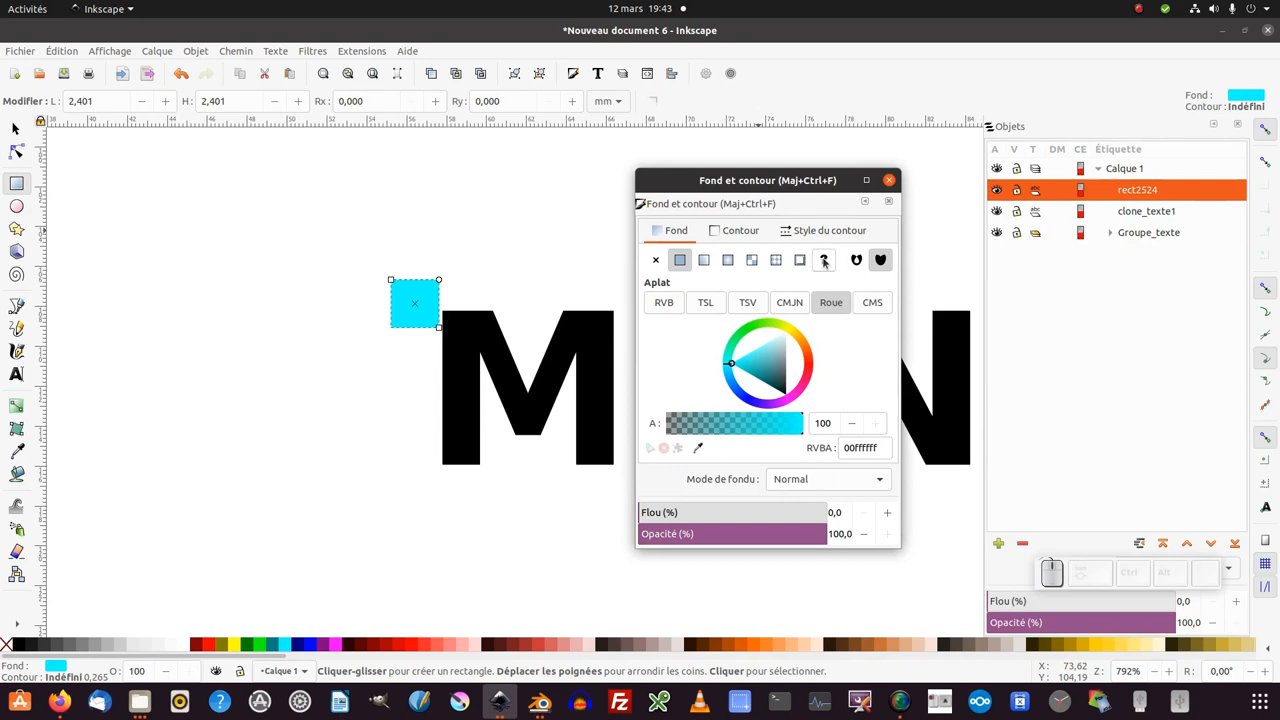 Activités
Inkscape
12 mars 19:43
*Nouveau document 6 - Inkscape
Fichier Édition Affichage Calque Objet Chemin Texte Filtres Extensions Aide
Modifier : L : 2,401 H : 2,401 Rx : 0,000 Ry : 0,000 mm
Fond :
Contour : Indéfini
Objets
A V T DM CE Étiquette
Calque 1
rect2524
clone_texte1
Groupe_texte
Fond et contour (Maj+Ctrl+F)
Fond et contour (Maj+Ctrl+F)
Fond Contour Style du contour
Aplat
RVB TSL TSV CMJN Roue CMS
A : 100
RVBA : 00ffffff
Mode de fondu : Normal
Flou (%) 0,0
Opacité (%) 100,0
M N
Ctrl Alt
Flou (%) 0,0
Opacité (%) 100,0
Fond :
Contour : Indéfini 0,265
O : 100
•Calque 1
Cliquer-glisser pour créer un rectangle. Déplacer les poignées pour arrondir les coins. Cliquer pour sélectionner.
X : 73,62
Y : 104,19
Z : 792%
R : 0,00°